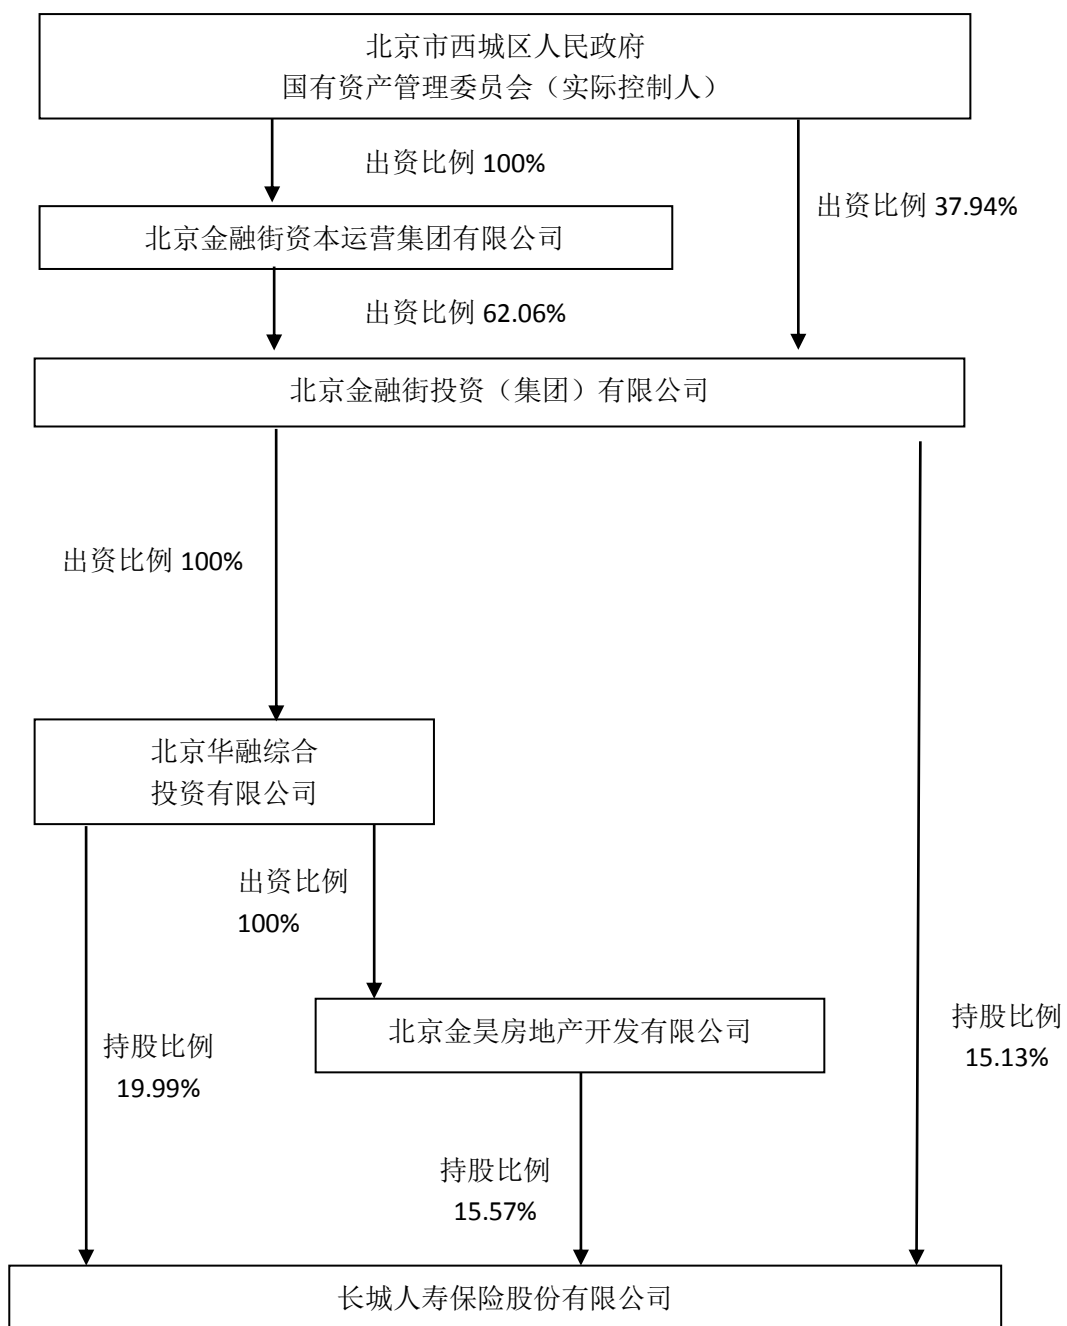 北京市西城区人民政府
国有资产管理委员会（实际控制人）
出资比例 100%
出资比例 37.94%
北京金融街资本运营集团有限公司
出资比例 62.06%
北京金融街投资（集团）有限公司
出资比例 100%
北京华融综合
投资有限公司
出资比例
100%
北京金昊房地产开发有限公司
持股比例
19.99%
持股比例
15.13%
持股比例
15.57%
长城人寿保险股份有限公司